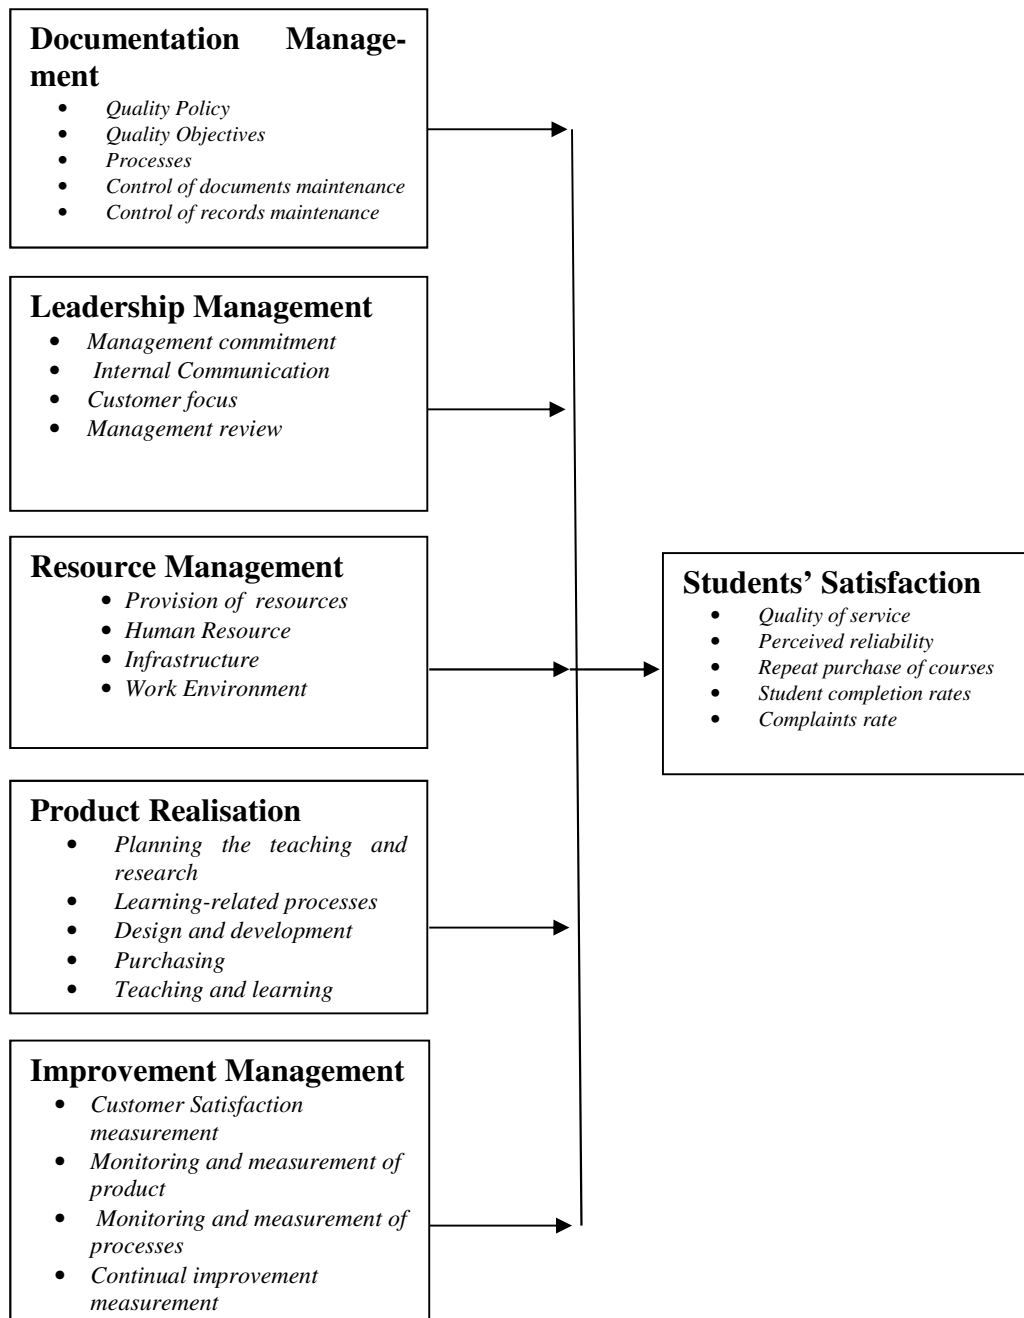 Documentation Manage-
ment
• Quality Policy
• Quality Objectives
• Processes
• Control of documents maintenance
• Control of records maintenance
Leadership Management
• Management commitment
• Internal Communication
• Customer focus
• Management review
Resource Management
• Provision of resources
• Human Resource
• Infrastructure
• Work Environment
Students’ Satisfaction
• Quality of service
• Perceived reliability
• Repeat purchase of courses
• Student completion rates
• Complaints rate
Product Realisation
• Planning the teaching and
research
• Learning-related processes
• Design and development
• Purchasing
• Teaching and learning
Improvement Management
• Customer Satisfaction
measurement
• Monitoring and measurement of
product
• Monitoring and measurement of
processes
• Continual improvement
measurement